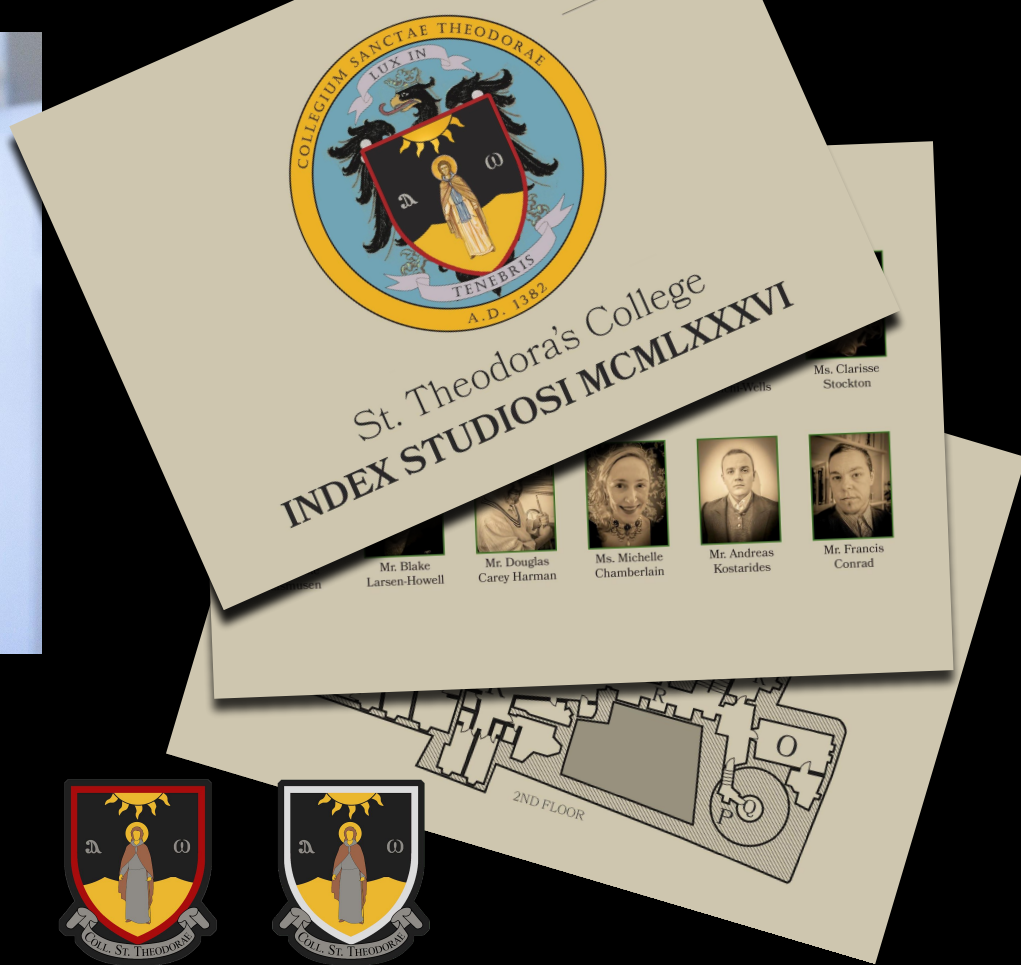 COLLEGIUM SANCTAE THEODORAE
LUX IN
a ω
TENEBRIS
A.D. 1382
St. Theodora's College
INDEX STUDIOSI MCMLXXXVI
Wells
Ms. Clarisse
Stockton
Mr. Blake
Larsen-Howell
Mr. Douglas
Carey Harman
Ms. Michelle
Chamberlain
Mr. Andreas
Kostarides
Mr. Francis
Conrad
R
O
P
Q
2ND FLOOR
a ω
COLL. ST. THEODORAE
a ω
COLL. ST. THEODORAE